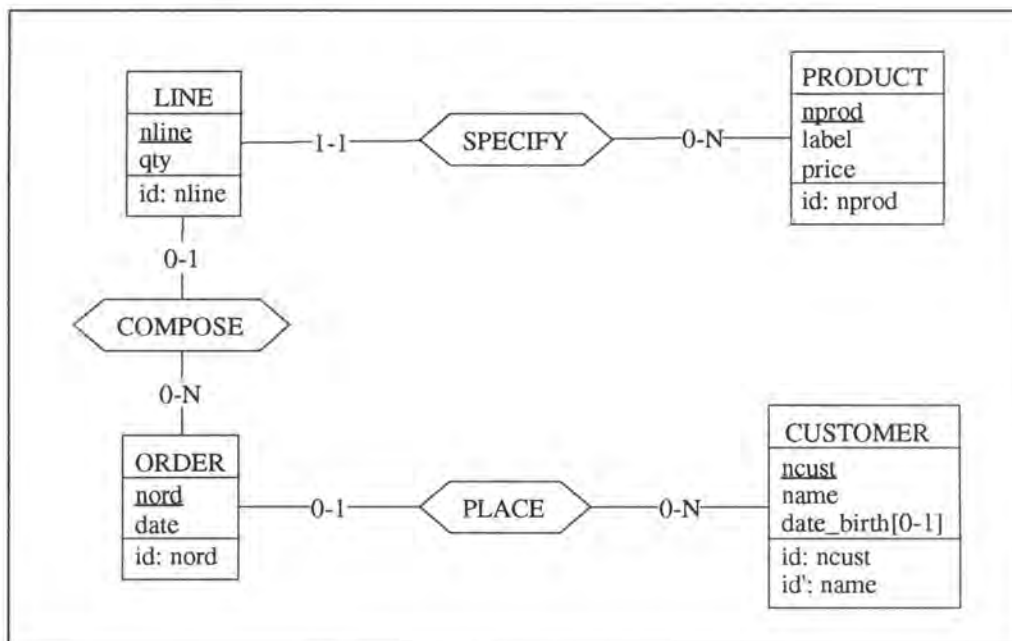 LINE
nline
qty
id: nline
1-1
SPECIFY
0-N
PRODUCT
nprod
label
price
id: nprod
0-1
COMPOSE
0-N
ORDER
nord
date
id: nord
0-1
PLACE
0-N
CUSTOMER
ncust
name
date_birth[0-1]
id: ncust
id': name